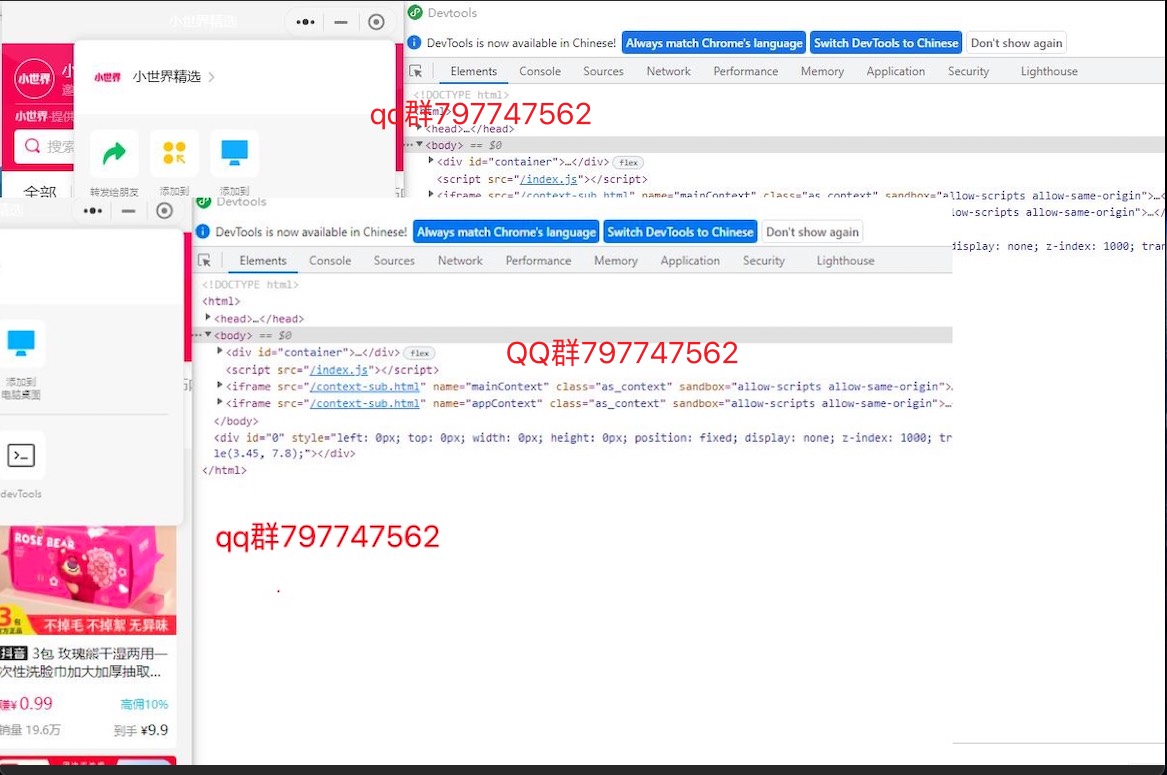 小世界精选
Devtools
DevTools is now available in Chinese! Always match Chrome's language Switch DevTools to Chinese Don't show again
Elements Console Sources Network Performance Memory Application Security Lighthouse
小世界
小世界精选
小世界-提供
搜索
全部
转发给朋友
添加到
添加到
<!DOCTYPE html>
qq群797747562
<head>…</head>
<body> == $0
<div id="container">…</div> flex
<script src="/index.js"></script>
<iframe src="/context-sub.html" name="mainContext" class="as_context" sandbox="allow-scripts allow-same-origin">…
low-scripts allow-same-origin">…</
display: none; z-index: 1000; tran
Devtools
DevTools is now available in Chinese! Always match Chrome's language Switch DevTools to Chinese Don't show again
Elements Console Sources Network Performance Memory Application Security Lighthouse
<!DOCTYPE html>
<html>
<head>…</head>
<body> == $0
<div id="container">…</div> flex
QQ群797747562
<script src="/index.js"></script>
<iframe src="/context-sub.html" name="mainContext" class="as_context" sandbox="allow-scripts allow-same-origin">…
<iframe src="/context-sub.html" name="appContext" class="as_context" sandbox="allow-scripts allow-same-origin">…
</body>
<div id="0" style="left: 0px; top: 0px; width: 0px; height: 0px; position: fixed; display: none; z-index: 1000; tr
le(3.45, 7.8);"></div>
</html>
添加到
电脑桌面
devTools
qq群797747562
ROSE BEAR
3包
不掉毛 不掉絮 无异味
抖音 3包 玫瑰熊干湿两用一
次性洗脸巾加大加厚抽取...
赚¥0.99 高佣10%
销量 19.6万 到手 ¥9.9